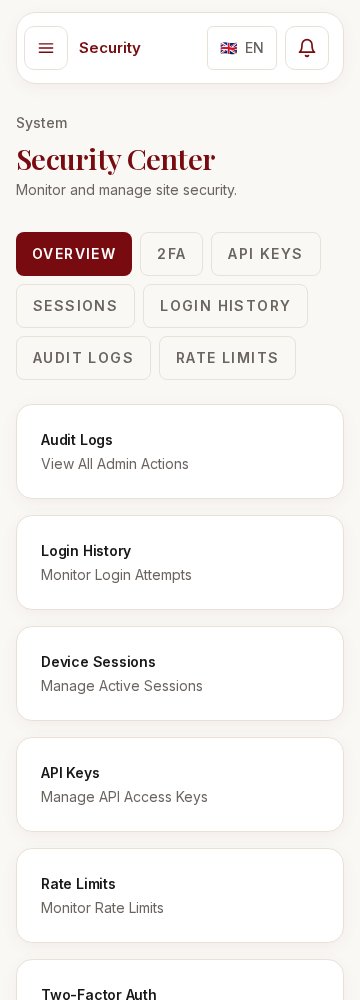 Security
EN
System
Security Center
Monitor and manage site security.
OVERVIEW
2FA
API KEYS
SESSIONS
LOGIN HISTORY
AUDIT LOGS
RATE LIMITS
Audit Logs
View All Admin Actions
Login History
Monitor Login Attempts
Device Sessions
Manage Active Sessions
API Keys
Manage API Access Keys
Rate Limits
Monitor Rate Limits
Two-Factor Auth